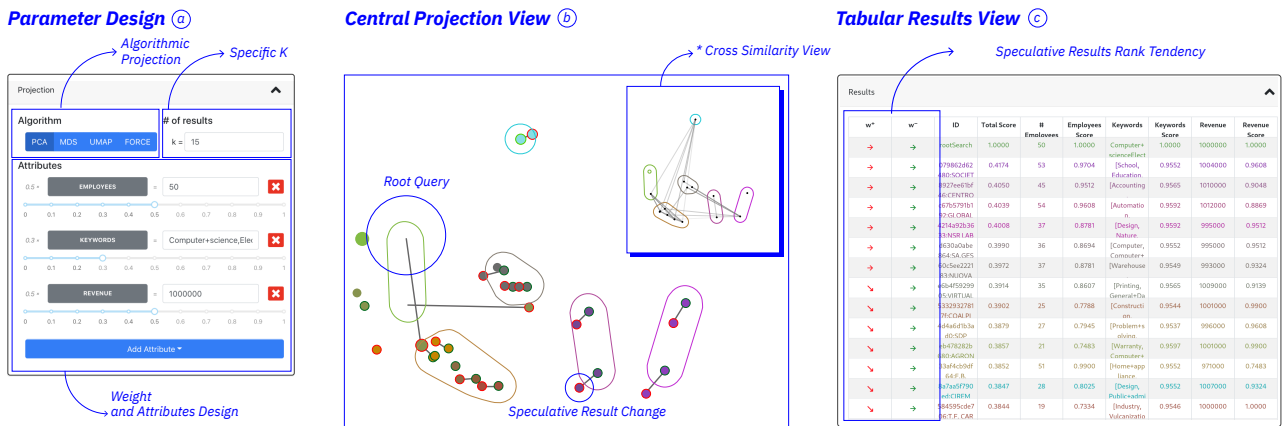 Parameter Design a
Central Projection View b
Tabular Results View c
Algorithmic
Projection
Specific K
* Cross Similarity View
Speculative Results Rank Tendency
Projection
Algorithm
# of results
PCA MDS UMAP FORCE
k = 15
Attributes
0.5 × EMPLOYEES = 50
0 0.1 0.2 0.3 0.4 0.5 0.6 0.7 0.8 0.9 1
0.3 × KEYWORDS = Computer+science,Elec
0 0.1 0.2 0.3 0.4 0.5 0.6 0.7 0.8 0.9 1
0.5 × REVENUE = 1000000
0 0.1 0.2 0.3 0.4 0.5 0.6 0.7 0.8 0.9 1
Add Attribute
Weight
and Attributes Design
Root Query
Speculative Result Change
Results
w⁺ w⁻ ID Total Score # Employees Employees Score Keywords Keywords Score Revenue Revenue Score
→ → rootSearch 1.0000 50 1.0000 Computer+ 1.0000 1000000 1.0000
→ → 0.4174 53 0.9704 [School, Education, 0.9552 1004000 0.9608
→ → 0.4050 45 0.9512 [Accounting 0.9565 1010000 0.9048
→ → 0.4039 54 0.9608 [Automatio n, 0.9592 1012000 0.8869
→ → 0.4008 37 0.8781 [Design, Nature 0.9592 995000 0.9512
→ → 0.3990 36 0.8694 [Computer, Computer+ 0.9552 995000 0.9512
→ → 0.3972 37 0.8781 [Warehouse 0.9549 993000 0.9324
↘ → 0.3914 35 0.8607 [Printing, General+Da 0.9565 1009000 0.9139
↘ → 0.3902 25 0.7788 [Constructi on, 0.9544 1001000 0.9900
↘ → 0.3879 27 0.7945 [Problem+s olving, 0.9537 996000 0.9608
↘ → 0.3857 21 0.7483 [Warranty, Computer+ 0.9597 1001000 0.9900
↘ → 0.3852 51 0.9900 [Home+app liance 0.9552 971000 0.7483
↘ → 0.3847 28 0.8025 [Design, Public+admi 0.9552 1007000 0.9324
↘ → 0.3844 19 0.7334 [Industry, Vulcanizatio 0.9546 1000000 1.0000